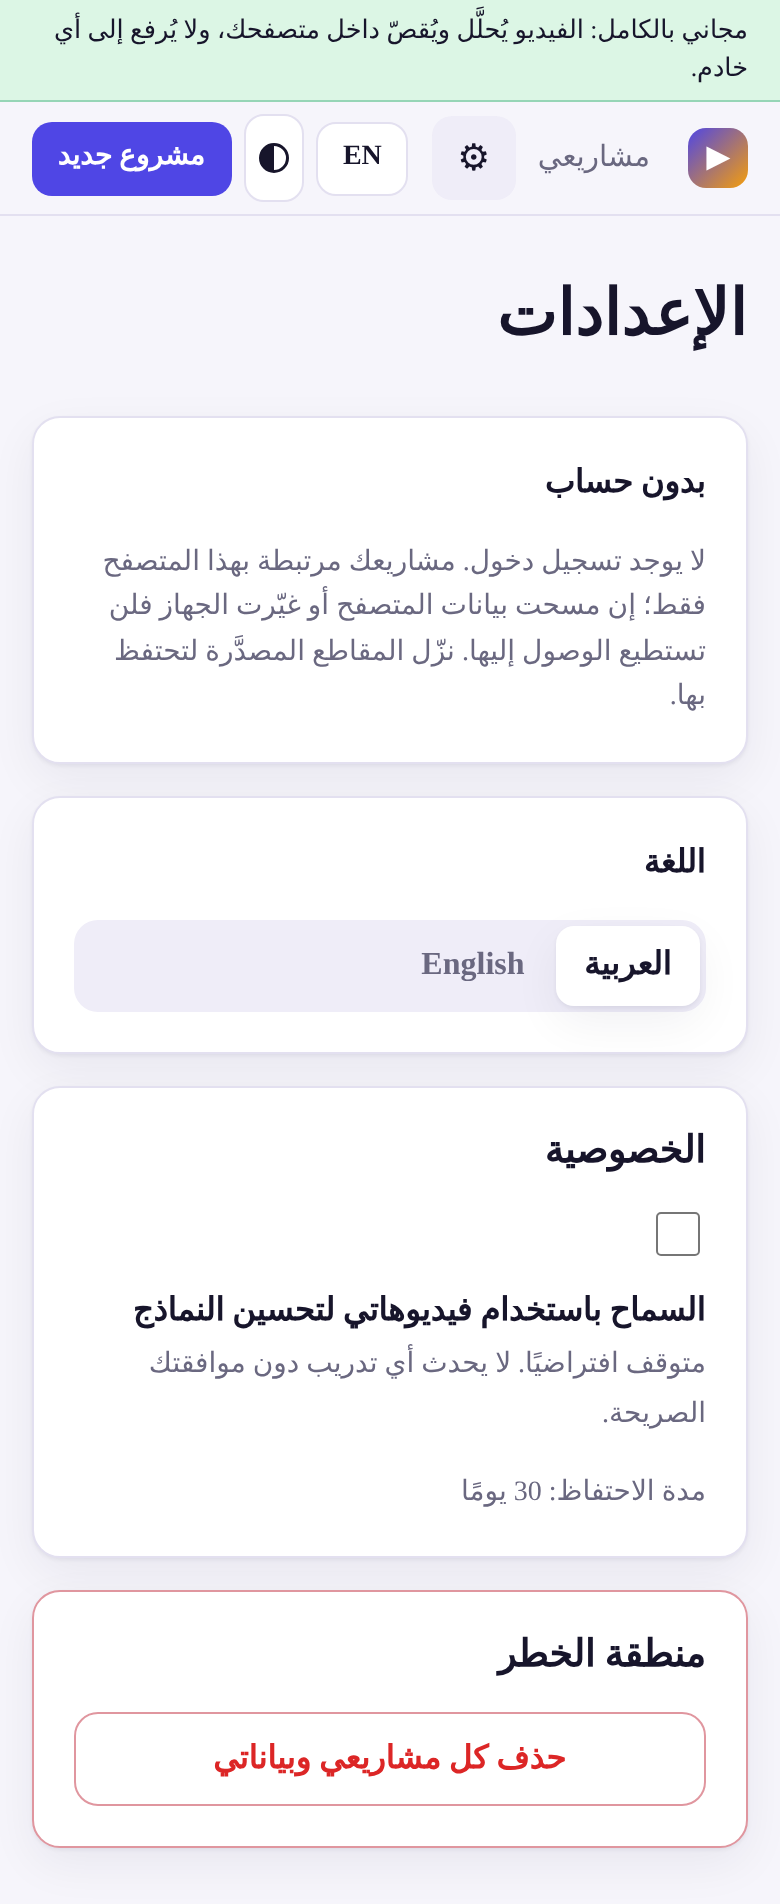 مجاني بالكامل: الفيديو يُحلَّل ويُقصّ داخل متصفحك، ولا يُرفع إلى أي
خادم.
مشاريعي
EN
مشروع جديد
الإعدادات
بدون حساب
لا يوجد تسجيل دخول. مشاريعك مرتبطة بهذا المتصفح
فقط؛ إن مسحت بيانات المتصفح أو غيّرت الجهاز فلن
تستطيع الوصول إليها. نزّل المقاطع المصدَّرة لتحتفظ
بها.
اللغة
العربية
English
الخصوصية
السماح باستخدام فيديوهاتي لتحسين النماذج
متوقف افتراضيًا. لا يحدث أي تدريب دون موافقتك
الصريحة.
مدة الاحتفاظ: 30 يومًا
منطقة الخطر
حذف كل مشاريعي وبياناتي